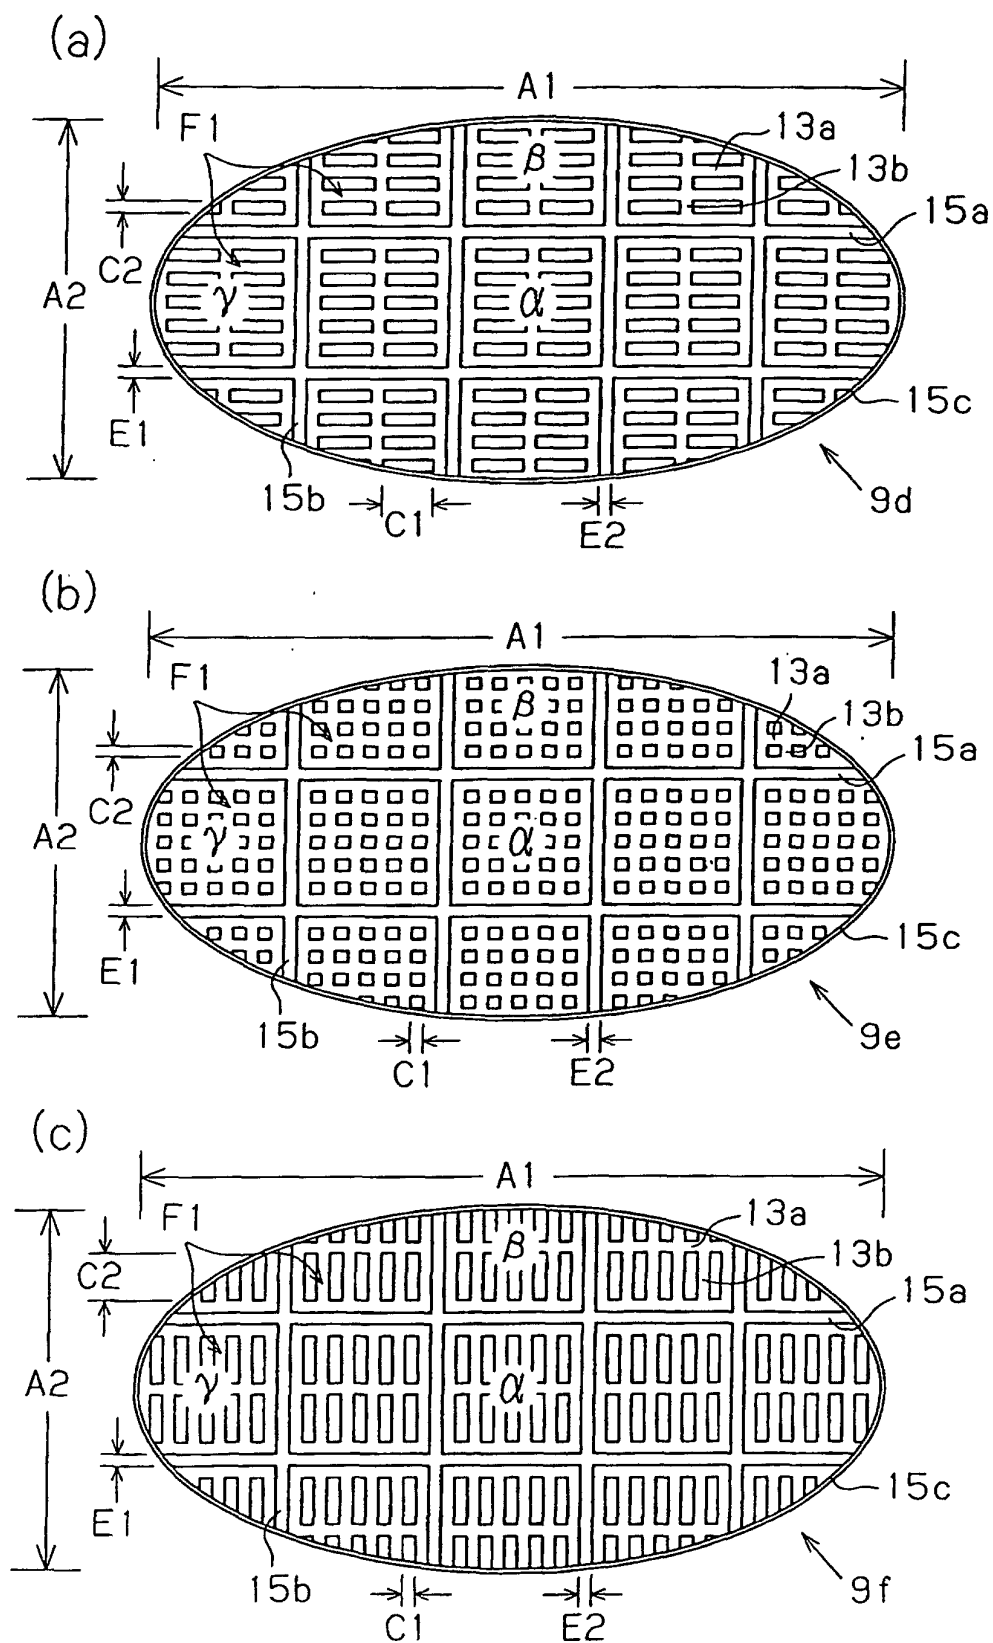 (a)
A1
F1
β
13a
13b
15a
C2
A2
γ
α
E1
15c
15b
C1
E2
9d
(b)
A1
F1
β
13a
13b
15a
C2
A2
γ
α
E1
15c
15b
C1
E2
9e
(c)
A1
F1
β
13a
13b
C2
15a
A2
γ
α
E1
15c
15b
C1
E2
9f